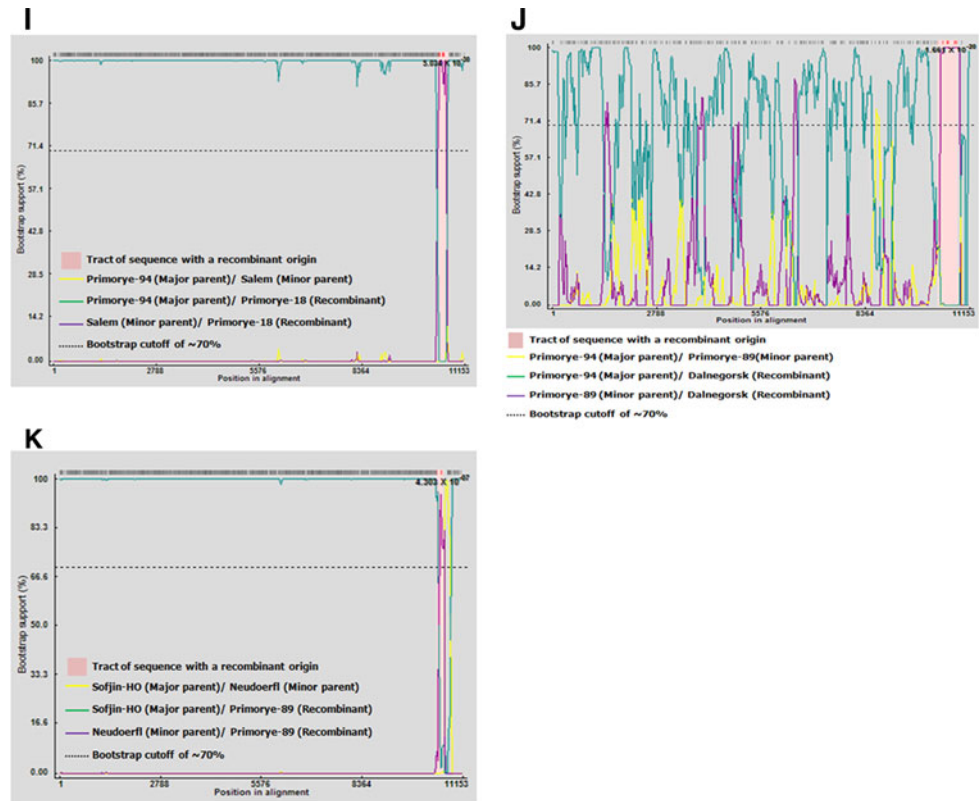 I
100
85.7
71.4
57.1
42.8
28.5
14.2
0.00
Bootstrap support (%)
Tract of sequence with a recombinant origin
Primorye-94 (Major parent)/ Salem (Minor parent)
Primorye-94 (Major parent)/ Primorye-18 (Recombinant)
Salem (Minor parent)/ Primorye-18 (Recombinant)
Bootstrap cutoff of ~70%
1 2788 5576 8364 11153
Position in alignment
J
100
85.7
71.4
57.1
42.8
28.5
14.2
0.00
Bootstrap support (%)
1 2788 5576 8364 11153
Position in alignment
Tract of sequence with a recombinant origin
Primorye-94 (Major parent)/ Primorye-89(Minor parent)
Primorye-94 (Major parent)/ Dalnegorsk (Recombinant)
Primorye-89 (Minor parent)/ Dalnegorsk (Recombinant)
Bootstrap cutoff of ~70%
K
4.303 X 10-07
100
83.3
66.6
50.0
33.3
16.6
0.00
Bootstrap support (%)
Tract of sequence with a recombinant origin
Sofjin-HO (Major parent)/ Neudoerfl (Minor parent)
Sofjin-HO (Major parent)/ Primorye-89 (Recombinant)
Neudoerfl (Minor parent)/ Primorye-89 (Recombinant)
Bootstrap cutoff of ~70%
1 2788 5576 8364 11153
Position in alignment